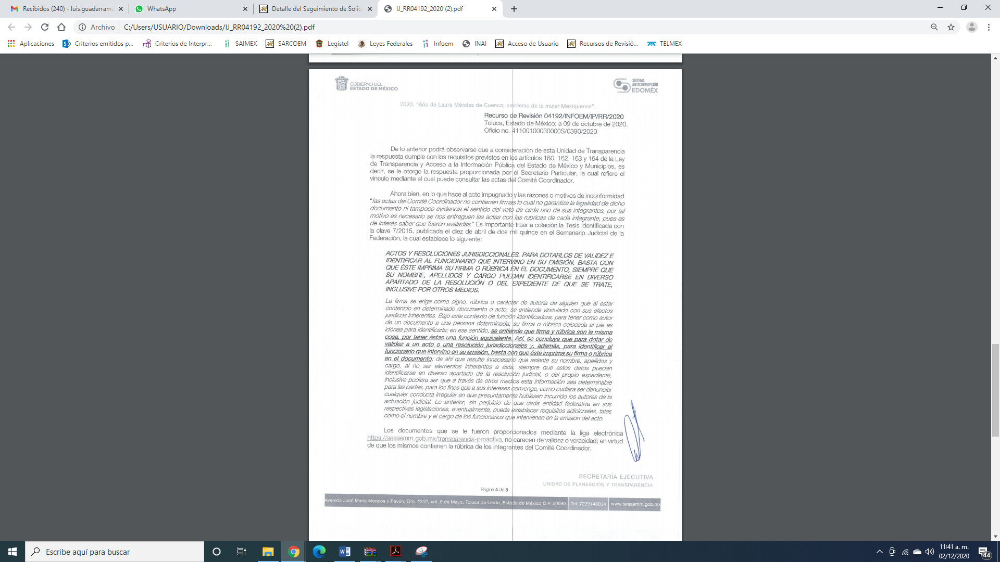 Recibidos (240) - luis.guadarrama
WhatsApp
Detalle del Seguimiento de Solici
IJ_RR04192_2020 (2).pdf
Archivo
C:/Users/USUARIO/Downloads/IJ_RR04192_2020%20(2).pdf
Aplicaciones
Criterios emitidos p...
Criterios de Interpr...
SAIMEX
SARCOEM
Legistel
Leyes Federales
Infoem
INAI
Acceso de Usuario
Recursos de Revisió...
TELMEX
GOBIERNO DEL
ESTADO DE MÉXICO
SISTEMA
ANTICORRUPCIÓN
EDOMÉX
2020. “Año de Laura Méndez de Cuenca; emblema de la mujer Mexiquense”.
Recurso de Revisión 04192/INFOEM/IP/RR/2020
Toluca, Estado de México; a 09 de octubre de 2020.
Oficio no. 41100100030000S/0390/2020
De lo anterior podrá observarse que a consideración de esta Unidad de Transparencia
la respuesta cumple con los requisitos previstos en los artículos 160, 162, 163 y 164 de la Ley
de Transparencia y Acceso a la Información Pública del Estado de México y Municipios, es
decir, se le otorgo la respuesta proporcionada por el Secretario Particular, la cual refiere el
vínculo mediante el cual puede consultar las actas del Comité Coordinador.
Ahora bien, en lo que hace al acto impugnado y las razones o motivos de inconformidad
“las actas del Comité Coordinador no contienen firmas lo cual no garantiza la legalidad de dicho
documento ni tampoco evidencia el sentido del voto de cada uno de sus integrantes, por tal
motivo es necesario se nos entreguen las actas con las rubricas de cada integrante, pues es
de interés saber que fueron avaladas.” Es importante traer a colación la Tesis identificada con
la clave 7/2015, publicada el diez de abril de dos mil quince en el Semanario Judicial de la
Federación, la cual establece lo siguiente:
ACTOS Y RESOLUCIONES JURISDICCIONALES. PARA DOTARLOS DE VALIDEZ E
IDENTIFICAR AL FUNCIONARIO QUE INTERVINO EN SU EMISIÓN, BASTA CON
QUE ÉSTE IMPRIMA SU FIRMA O RÚBRICA EN EL DOCUMENTO, SIEMPRE QUE
SU NOMBRE, APELLIDOS Y CARGO PUEDAN IDENTIFICARSE EN DIVERSO
APARTADO DE LA RESOLUCIÓN O DEL EXPEDIENTE DE QUE SE TRATE,
INCLUSIVE POR OTROS MEDIOS.
La firma se erige como signo, rúbrica o carácter de autoría de alguien que al estar
contenido en determinado documento o acto, se entiende vinculado con sus efectos
jurídicos inherentes. Bajo este contexto de función identificadora, para tener como autor
de un documento a una persona determinada, su firma o rúbrica colocada al pie es
idónea para identificarla; en ese sentido, se entiende que firma y rúbrica son la misma
cosa, por tener éstas una función equivalente. Así, se concluye que para dotar de
validez a un acto o una resolución jurisdiccionales y, además, para identificar al
funcionario que intervino en su emisión, basta con que éste imprima su firma o rúbrica
en el documento; de ahí que resulte innecesario que asiente su nombre, apellidos y
cargo, al no ser elementos inherentes a ésta, siempre que estos datos puedan
identificarse en diverso apartado de la resolución judicial, o del propio expediente,
inclusive pudiera ser que a través de otros medios esta información sea determinable
para las partes, para los fines que a sus intereses convenga, como pudiera ser denunciar
cualquier conducta irregular en que presuntamente hubiesen incurrido los autores de la
actuación judicial. Lo anterior, sin perjuicio de que cada entidad federativa en sus
respectivas legislaciones, eventualmente, pueda establecer requisitos adicionales, tales
como el nombre y el cargo de los funcionarios que intervienen en la emisión del acto.
Los documentos que se le fueron proporcionados mediante la liga electrónica
https://sesaemm.gob.mx/transparencia-proactiva, no carecen de validez o veracidad; en virtud
de que los mismos contienen la rúbrica de los integrantes del Comité Coordinador.
SECRETARÍA EJECUTIVA
UNIDAD DE PLANEACIÓN Y TRANSPARENCIA
Página 4 de 5
Avenida José María Morelos y Pavón, Ote. #312, col. 5 de Mayo, Toluca de Lerdo, Estado de México C.P. 50090
Tel: 7229146034
www.sesaemm.gob.mx
Escribe aquí para buscar
11:41 a. m.
02/12/2020
44